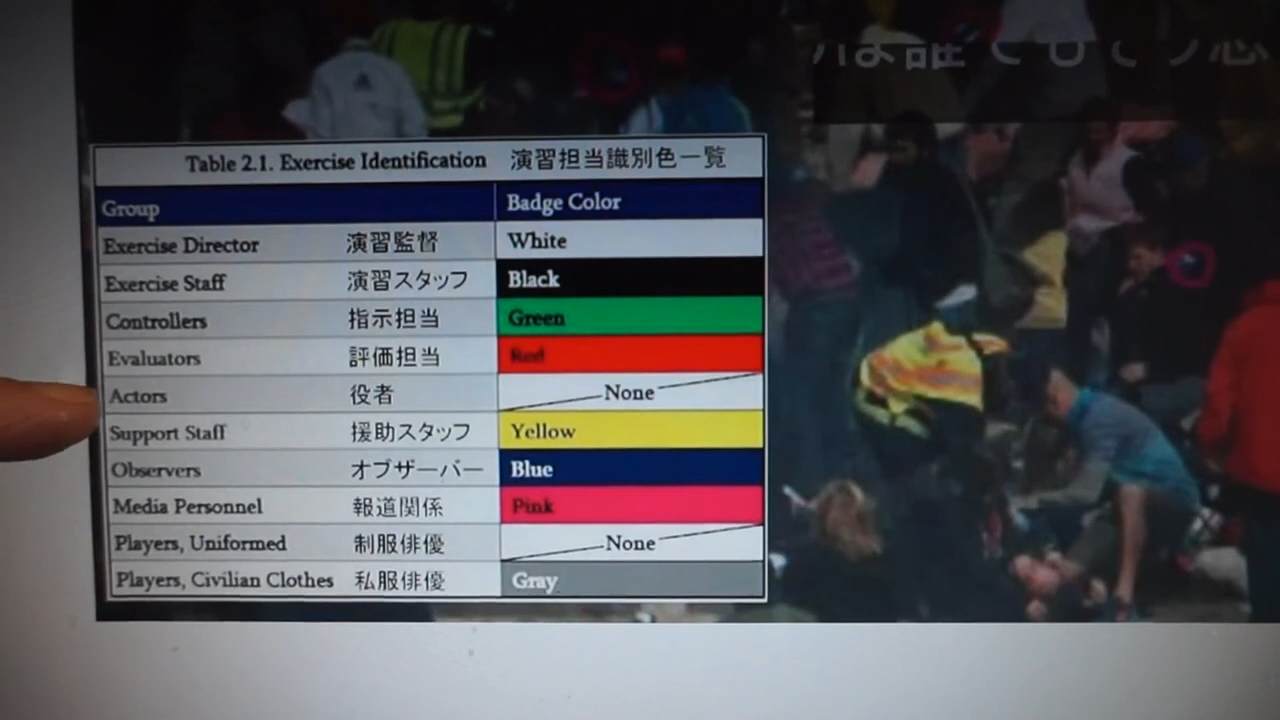 Table 2.1. Exercise Identification 演習担当識別色一覧
Group Badge Color
Exercise Director 演習監督 White
Exercise Staff 演習スタッフ Black
Controllers 指示担当 Green
Evaluators 評価担当 Red
Actors 役者 None
Support Staff 援助スタッフ Yellow
Observers オブザーバー Blue
Media Personnel 報道関係 Pink
Players, Uniformed 制服俳優 None
Players, Civilian Clothes 私服俳優 Gray